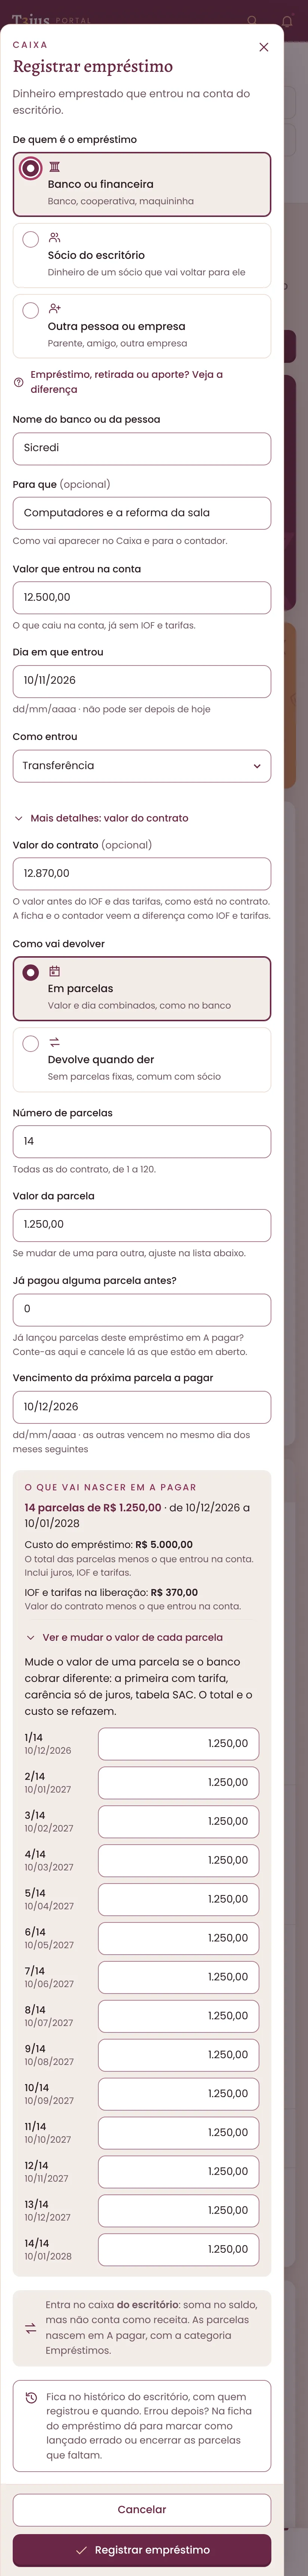 Tajus PORTAL
CAIXA
Registrar empréstimo
Dinheiro emprestado que entrou na conta do
escritório.
De quem é o empréstimo
Banco ou financeira
Banco, cooperativa, maquininha
Sócio do escritório
Dinheiro de um sócio que vai voltar para ele
Outra pessoa ou empresa
Parente, amigo, outra empresa
Empréstimo, retirada ou aporte? Veja a
diferença
Nome do banco ou da pessoa
Sicredi
Para que (opcional)
Computadores e a reforma da sala
Como vai aparecer no Caixa e para o contador.
Valor que entrou na conta
12.500,00
O que caiu na conta, já sem IOF e tarifas.
Dia em que entrou
10/11/2026
dd/mm/aaaa · não pode ser depois de hoje
Como entrou
Transferência
Mais detalhes: valor do contrato
Valor do contrato (opcional)
12.870,00
O valor antes do IOF e das tarifas, como está no contrato.
A ficha e o contador veem a diferença como IOF e tarifas.
Como vai devolver
Em parcelas
Valor e dia combinados, como no banco
Devolve quando der
Sem parcelas fixas, comum com sócio
Número de parcelas
14
Todas as do contrato, de 1 a 120.
Valor da parcela
1.250,00
Se mudar de uma para outra, ajuste na lista abaixo.
Já pagou alguma parcela antes?
0
Já lançou parcelas deste empréstimo em A pagar?
Conte-as aqui e cancele lá as que estão em aberto.
Vencimento da próxima parcela a pagar
10/12/2026
dd/mm/aaaa · as outras vencem no mesmo dia dos
meses seguintes
O QUE VAI NASCER EM A PAGAR
14 parcelas de R$ 1.250,00 · de 10/12/2026 a
10/01/2028
Custo do empréstimo: R$ 5.000,00
O total das parcelas menos o que entrou na conta.
Inclui juros, IOF e tarifas.
IOF e tarifas na liberação: R$ 370,00
Valor do contrato menos o que entrou na conta.
Ver e mudar o valor de cada parcela
Mude o valor de uma parcela se o banco
cobrar diferente: a primeira com tarifa,
carência só de juros, tabela SAC. O total e o
custo se refazem.
1/14
10/12/2026
1.250,00
2/14
10/01/2027
1.250,00
3/14
10/02/2027
1.250,00
4/14
10/03/2027
1.250,00
5/14
10/04/2027
1.250,00
6/14
10/05/2027
1.250,00
7/14
10/06/2027
1.250,00
8/14
10/07/2027
1.250,00
9/14
10/08/2027
1.250,00
10/14
10/09/2027
1.250,00
11/14
10/10/2027
1.250,00
12/14
10/11/2027
1.250,00
13/14
10/12/2027
1.250,00
14/14
10/01/2028
1.250,00
Entra no caixa do escritório: soma no saldo,
mas não conta como receita. As parcelas
nascem em A pagar, com a categoria
Empréstimos.
Fica no histórico do escritório, com quem
registrou e quando. Errou depois? Na ficha
do empréstimo dá para marcar como
lançado errado ou encerrar as parcelas
que faltam.
Cancelar
Registrar empréstimo